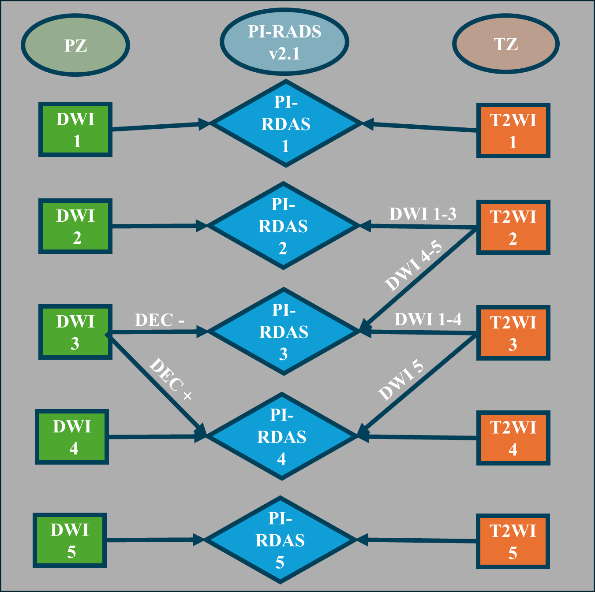 PZ
PI-RADS
v2.1
TZ
DWI
1
PI-
RDAS
1
T2WI
1
DWI
2
PI-
RDAS
2
DWI 1-3
T2WI
2
DWI 4-5
DWI
3
DEC -
PI-
RDAS
3
DWI 1-4
T2WI
3
DEC +
DWI 5
DWI
4
PI-
RDAS
4
T2WI
4
DWI
5
PI-
RDAS
5
T2WI
5